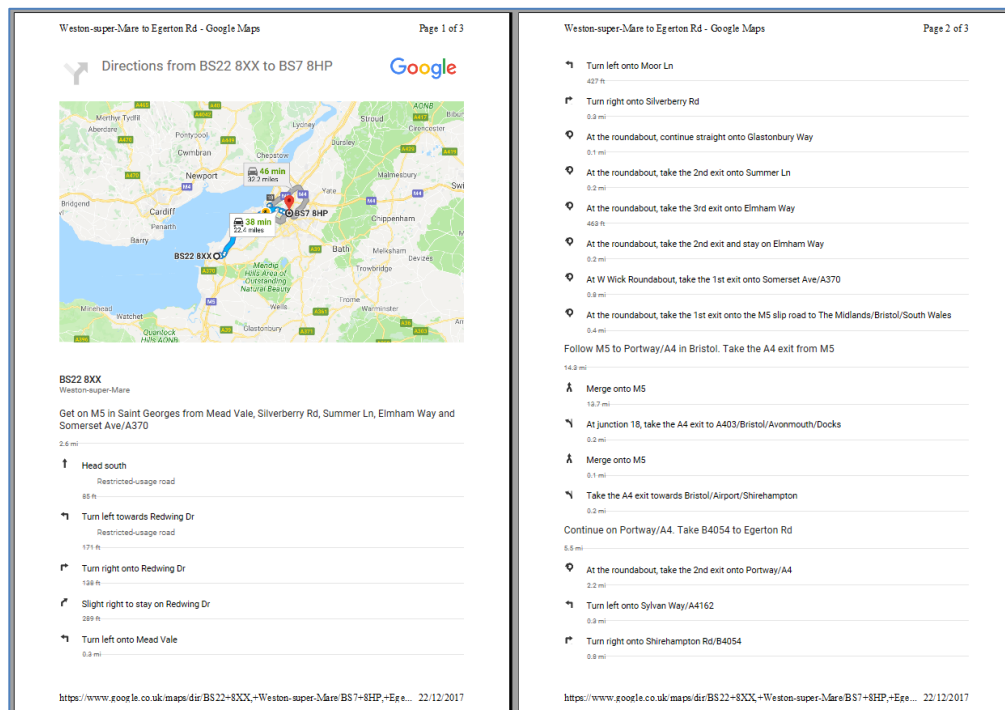 Weston-super-Mare to Egerton Rd - Google Maps Page 1 of 3
Directions from BS22 8XX to BS7 8HP
Google
A465
A40
AONB
Merthyr Tydfil
A4042
Lydney
Stroud
A417
Aberdare
Pontypool
Dursley
Cirencester
A470
A449
Cwmbran
Chepstow
46 min
32.2 miles
Newport
M4
Yate
Malmesbury
Bridgend
M4
M4
Cardiff
BS7 8HP
Penarth
38 min
22.4 miles
Chippenham
Barry
BS22 8XX
Bath
Melksham
Devizes
A370
Mendip
Hills Area of
Outstanding
Natural Beauty
Trowbridge
M5
Frome
Warminster
Minehead
Watchet
Wells
A361
Quantock
Hills AONB
Glastonbury
BS22 8XX
Weston-super-Mare
Get on M5 in Saint Georges from Mead Vale, Silverberry Rd, Summer Ln, Elmham Way and
Somerset Ave/A370
2.6 mi
Head south
Restricted-usage road
85 ft
Turn left towards Redwing Dr
Restricted-usage road
171 ft
Turn right onto Redwing Dr
138 ft
Slight right to stay on Redwing Dr
289 ft
Turn left onto Mead Vale
0.3 mi
https://www.google.co.uk/maps/dir/BS22+8XX,+Weston-super-Mare/BS7+8HP,+Ege... 22/12/2017
Weston-super-Mare to Egerton Rd - Google Maps Page 2 of 3
Turn left onto Moor Ln
427 ft
Turn right onto Silverberry Rd
0.3 mi
At the roundabout, continue straight onto Glastonbury Way
0.1 mi
At the roundabout, take the 2nd exit onto Summer Ln
0.2 mi
At the roundabout, take the 3rd exit onto Elmham Way
463 ft
At the roundabout, take the 2nd exit and stay on Elmham Way
0.2 mi
At W Wick Roundabout, take the 1st exit onto Somerset Ave/A370
At the roundabout, take the 1st exit onto the M5 slip road to The Midlands/Bristol/South Wales
0.4 mi
Follow M5 to Portway/A4 in Bristol. Take the A4 exit from M5
14.3 mi
Merge onto M5
13.7 mi
At junction 18, take the A4 exit to A403/Bristol/Avonmouth/Docks
0.2 mi
Merge onto M5
0.1 mi
Take the A4 exit towards Bristol/Airport/Shirehampton
0.2 mi
Continue on Portway/A4. Take B4054 to Egerton Rd
5.5 mi
At the roundabout, take the 2nd exit onto Portway/A4
2.2 mi
Turn left onto Sylvan Way/A4162
0.3 mi
Turn right onto Shirehampton Rd/B4054
https://www.google.co.uk/maps/dir/BS22+8XX,+Weston-super-Mare/BS7+8HP,+Ege... 22/12/2017